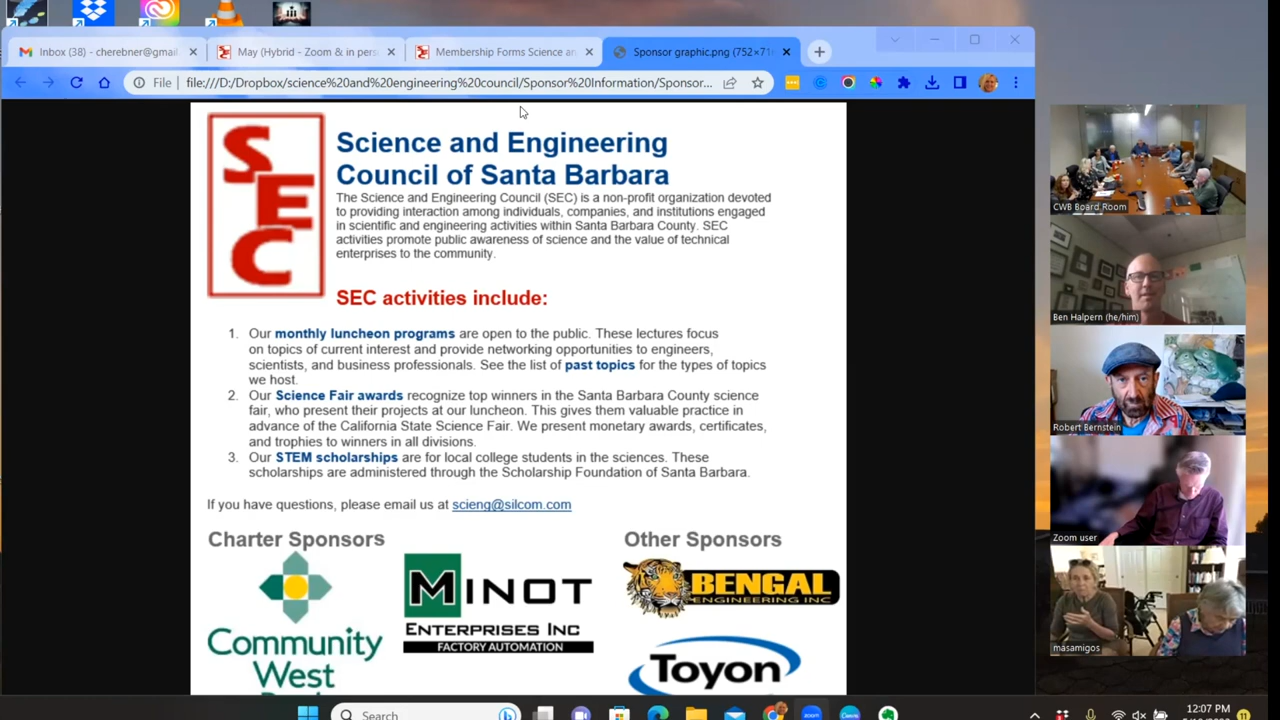 Inbox (38) - cherebner@gmail
May (Hybrid - Zoom & in pers
Membership Forms Science an
Sponsor graphic.png (752×71
File
file:///D:/Dropbox/science%20and%20engineering%20council/Sponsor%20Information/Sponsor...
SEC
Science and Engineering
Council of Santa Barbara
The Science and Engineering Council (SEC) is a non-profit organization devoted
to providing interaction among individuals, companies, and institutions engaged
in scientific and engineering activities within Santa Barbara County. SEC
activities promote public awareness of science and the value of technical
enterprises to the community.
SEC activities include:
1. Our monthly luncheon programs are open to the public. These lectures focus
on topics of current interest and provide networking opportunities to engineers,
scientists, and business professionals. See the list of past topics for the types of topics
we host.
2. Our Science Fair awards recognize top winners in the Santa Barbara County science
fair, who present their projects at our luncheon. This gives them valuable practice in
advance of the California State Science Fair. We present monetary awards, certificates,
and trophies to winners in all divisions.
3. Our STEM scholarships are for local college students in the sciences. These
scholarships are administered through the Scholarship Foundation of Santa Barbara.
If you have questions, please email us at scieng@silcom.com
Charter Sponsors
Other Sponsors
Community
West
MINOT
ENTERPRISES INC
FACTORY AUTOMATION
BENGAL
ENGINEERING INC
Toyon
CWB Board Room
Ben Halpern (he/him)
Robert Bernstein
Zoom user
masamigos
Search
zoom
12:07 PM